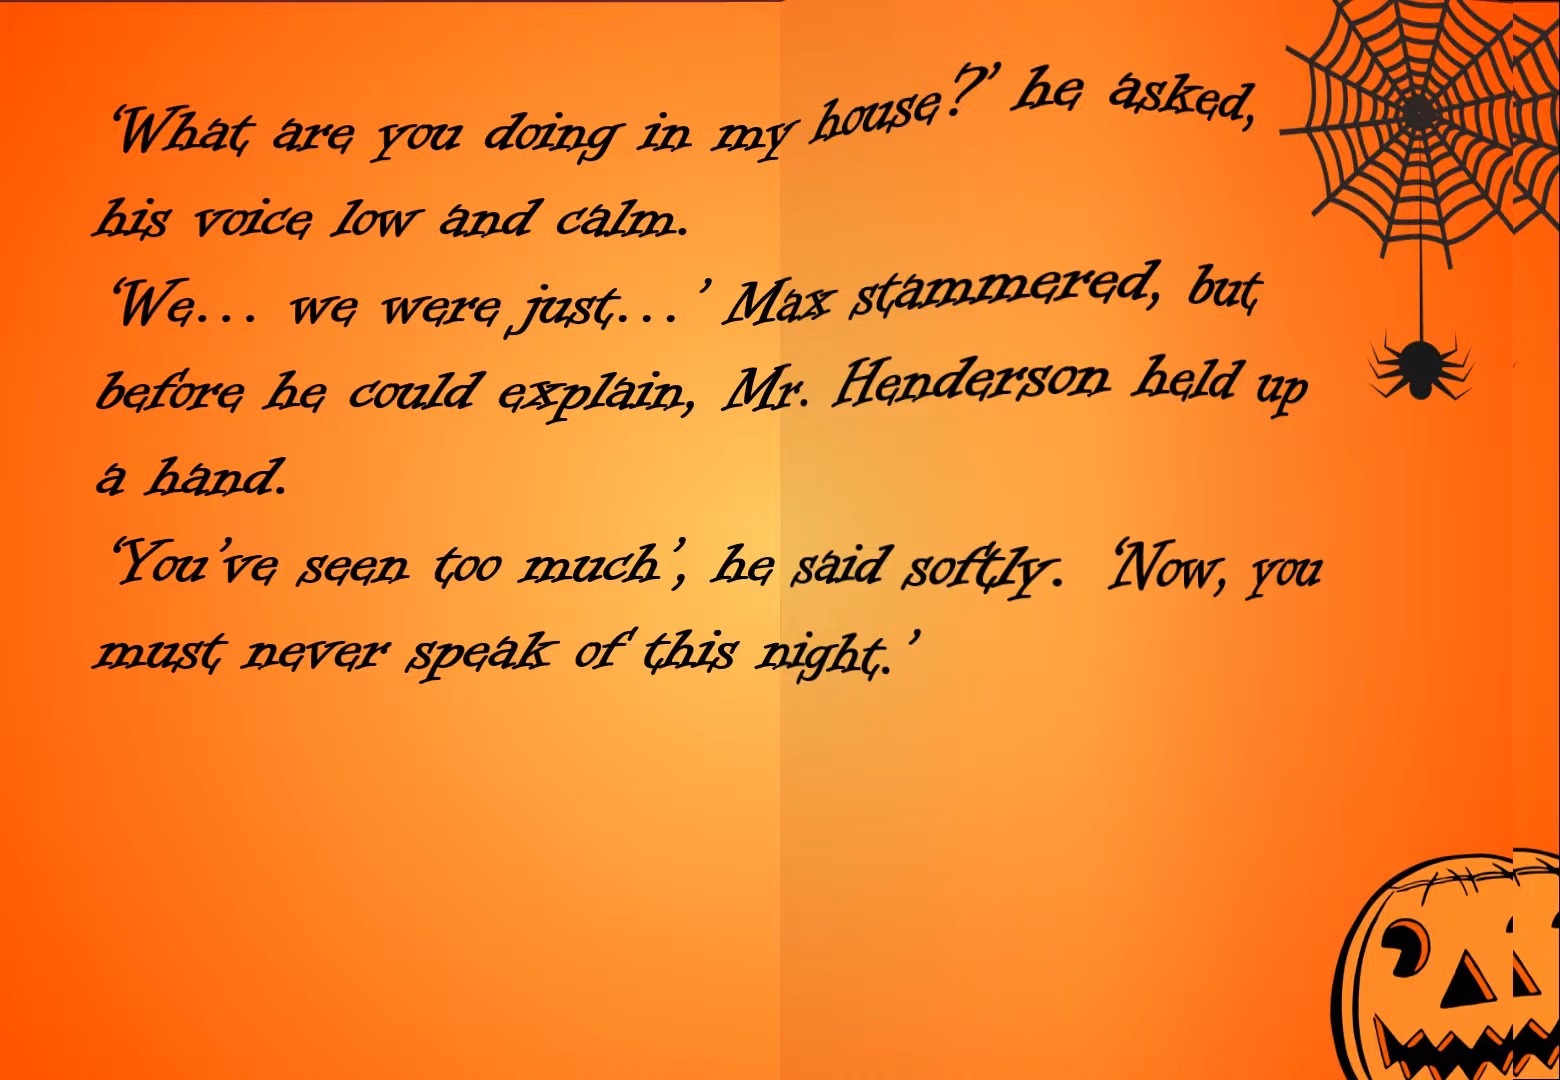 ‘What are you doing in my house?’ he asked,
his voice low and calm.
‘We... we were just...’ Max stammered, but
before he could explain, Mr. Henderson held up
a hand.
‘You’ve seen too much’, he said softly. ‘Now, you
must never speak of this night.’